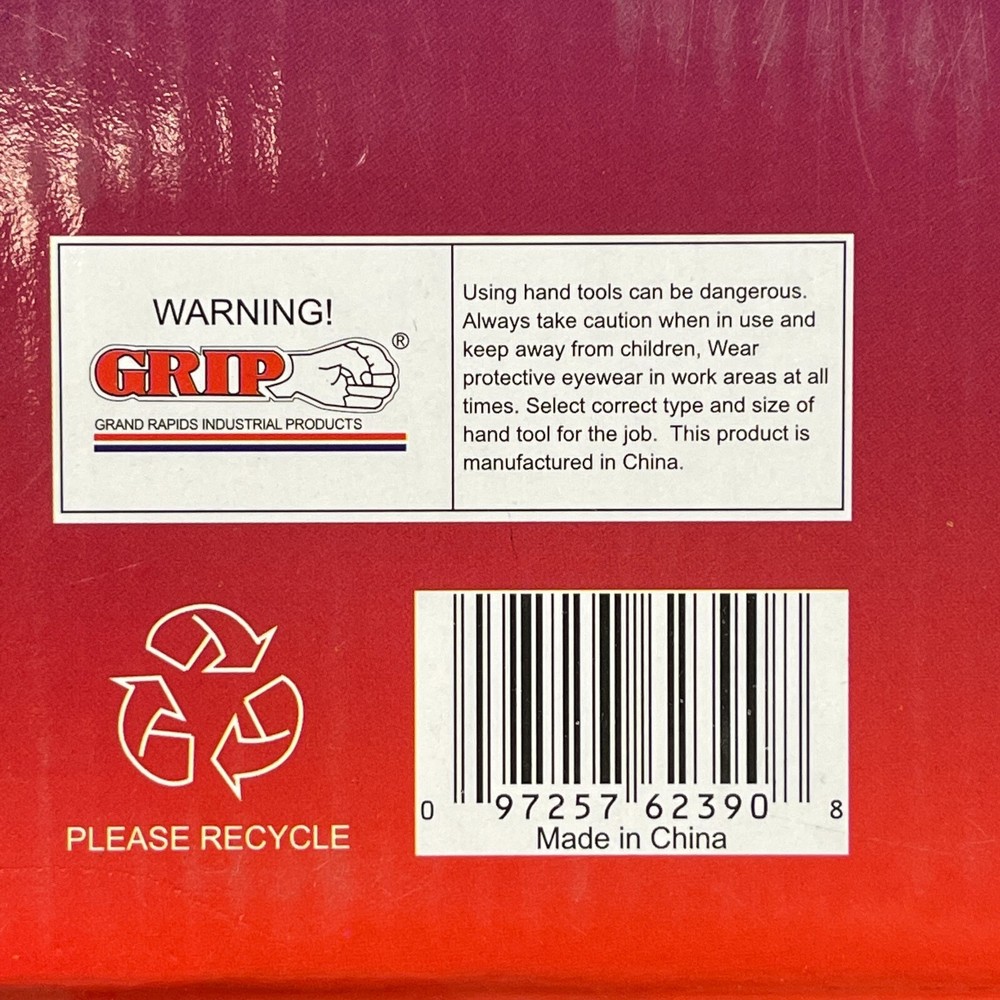 WARNING!
GRIP®
GRAND RAPIDS INDUSTRIAL PRODUCTS
Using hand tools can be dangerous.
Always take caution when in use and
keep away from children, Wear
protective eyewear in work areas at all
times. Select correct type and size of
hand tool for the job. This product is
manufactured in China.
PLEASE RECYCLE
0 97257 62390 8
Made in China